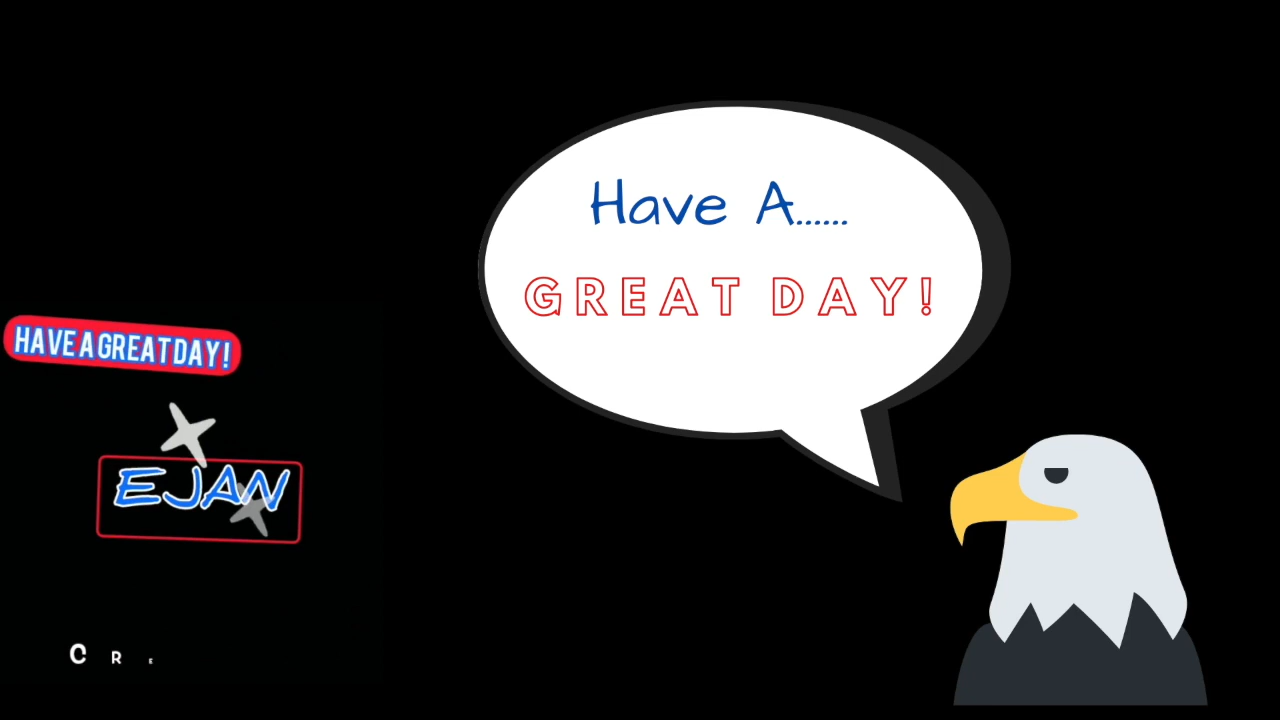 Have A......
GREAT DAY!
HAVE A GREAT DAY!
EJAN
C R E